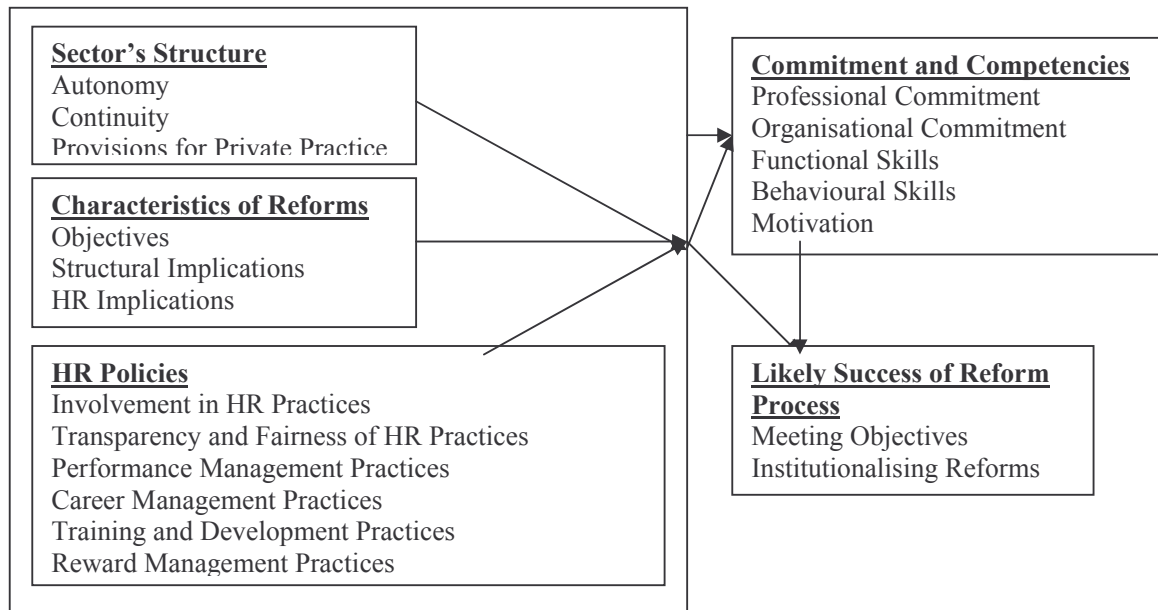 Sector’s Structure
Autonomy
Continuity
Provisions for Private Practice
Characteristics of Reforms
Objectives
Structural Implications
HR Implications
HR Policies
Involvement in HR Practices
Transparency and Fairness of HR Practices
Performance Management Practices
Career Management Practices
Training and Development Practices
Reward Management Practices
Commitment and Competencies
Professional Commitment
Organisational Commitment
Functional Skills
Behavioural Skills
Motivation
Likely Success of Reform
Process
Meeting Objectives
Institutionalising Reforms